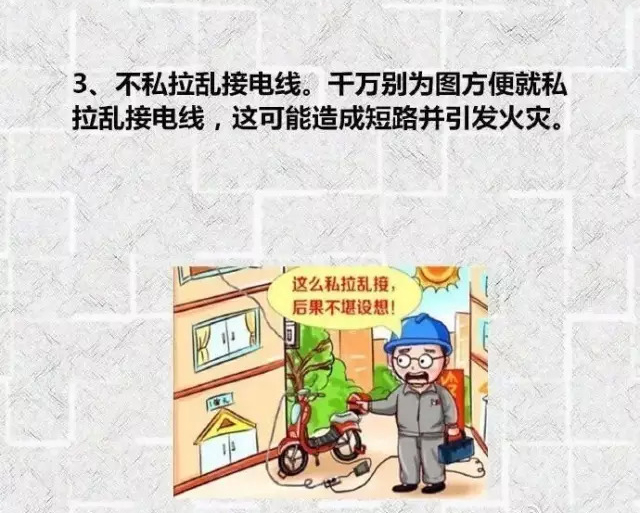 3、不私拉乱接电线。千万别为图方便就私
拉乱接电线，这可能造成短路并引发火灾。
这么私拉乱接，
后果不堪设想！